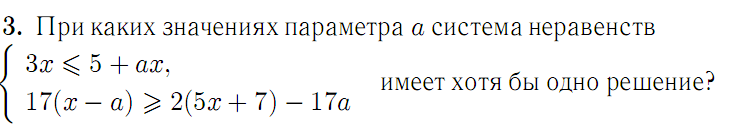 3. При каких значениях параметра a система неравенств
3x ⩽ 5 + ax,
17(x − a) ⩾ 2(5x + 7) − 17a
имеет хотя бы одно решение?